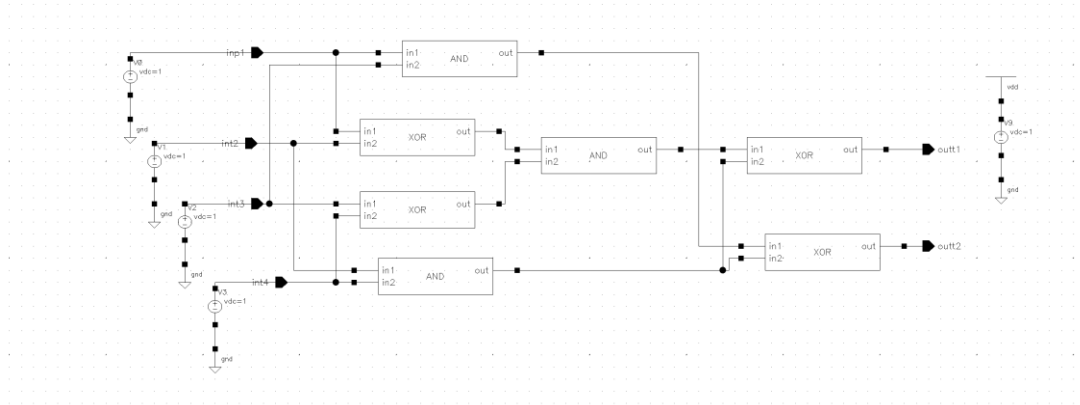 inp1
in1
in2
AND
out
V0
vdc=1
gnd
vdd
V9
vdc=1
gnd
int2
in1
in2
XOR
out
V1
vdc=1
gnd
in1
in2
AND
out
in1
in2
XOR
out
outt1
int3
in1
in2
XOR
out
V2
vdc=1
gnd
in1
in2
XOR
out
outt2
int4
in1
in2
AND
out
V3
vdc=1
gnd